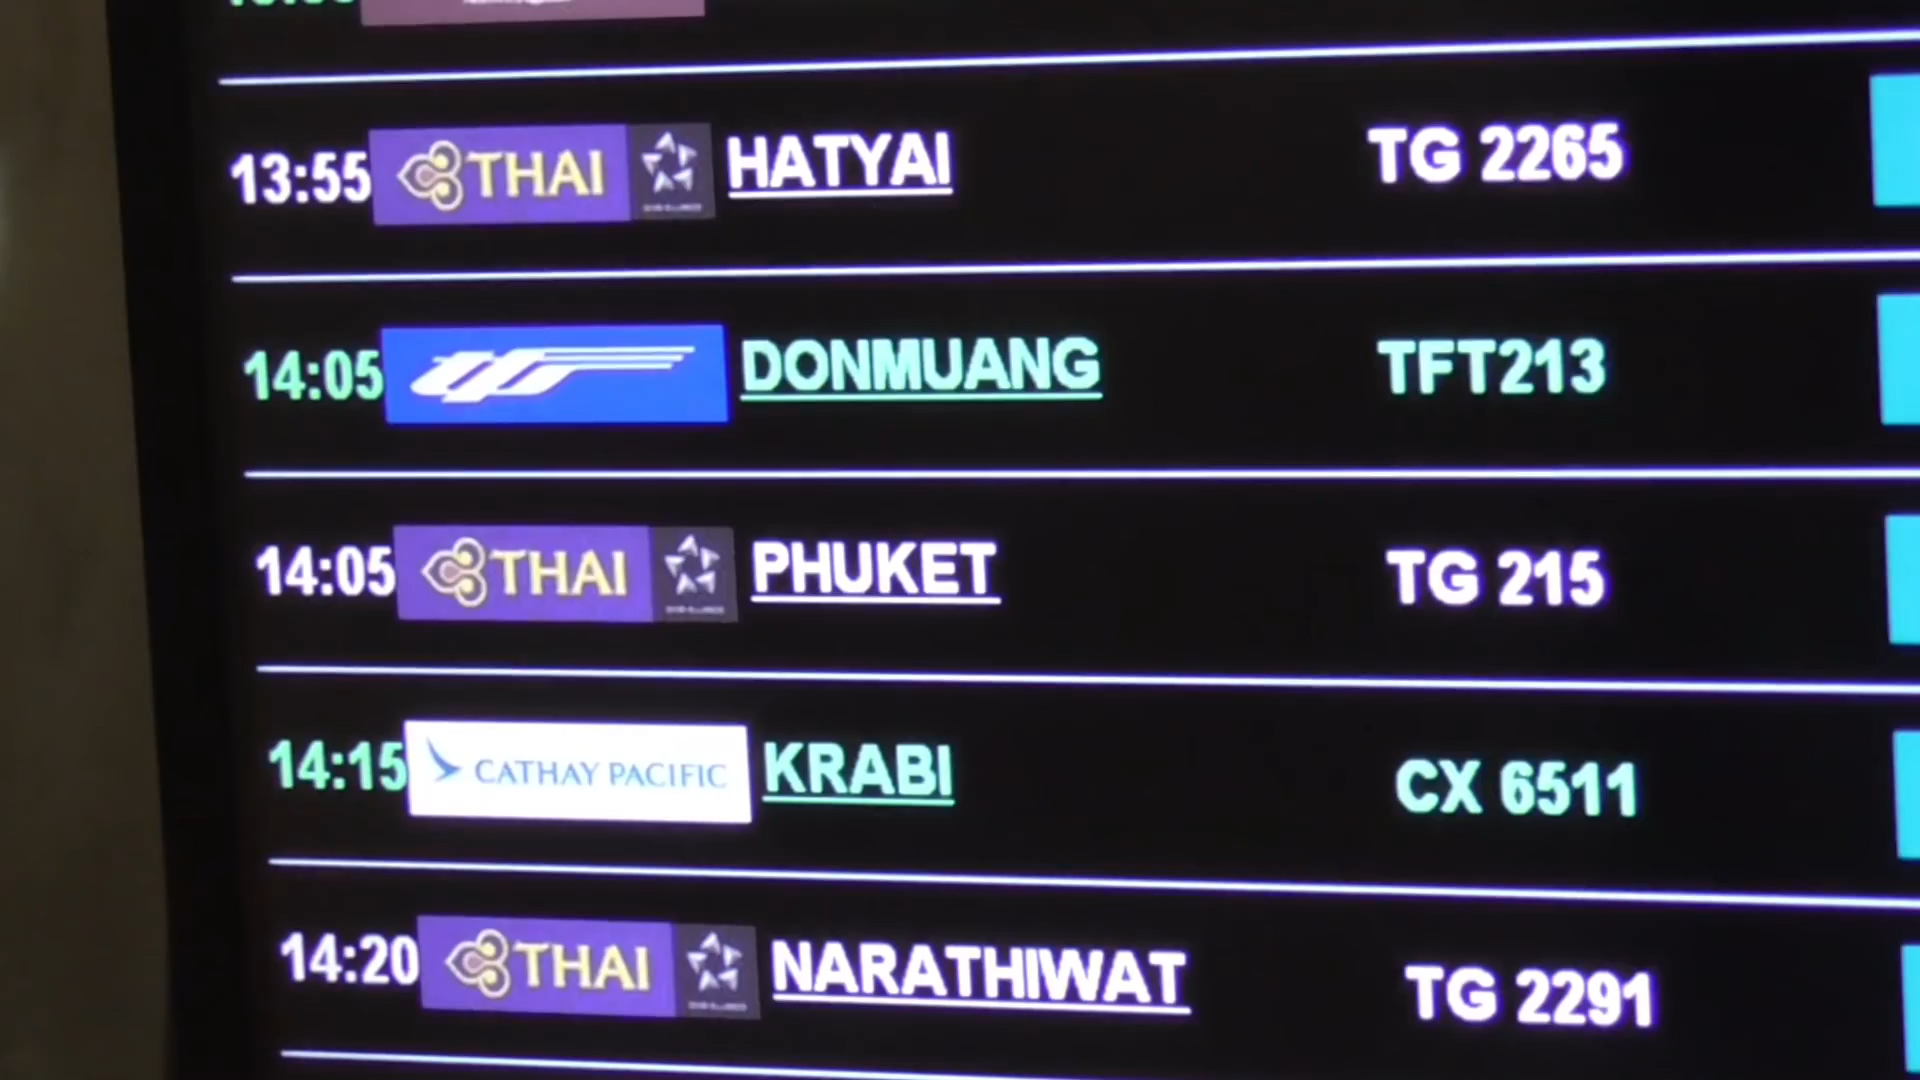 13:55 THAI HATYAI TG 2265
14:05 DONMUANG TFT213
14:05 THAI PHUKET TG 215
14:15 CATHAY PACIFIC KRABI CX 6511
14:20 THAI NARATHIWAT TG 2291